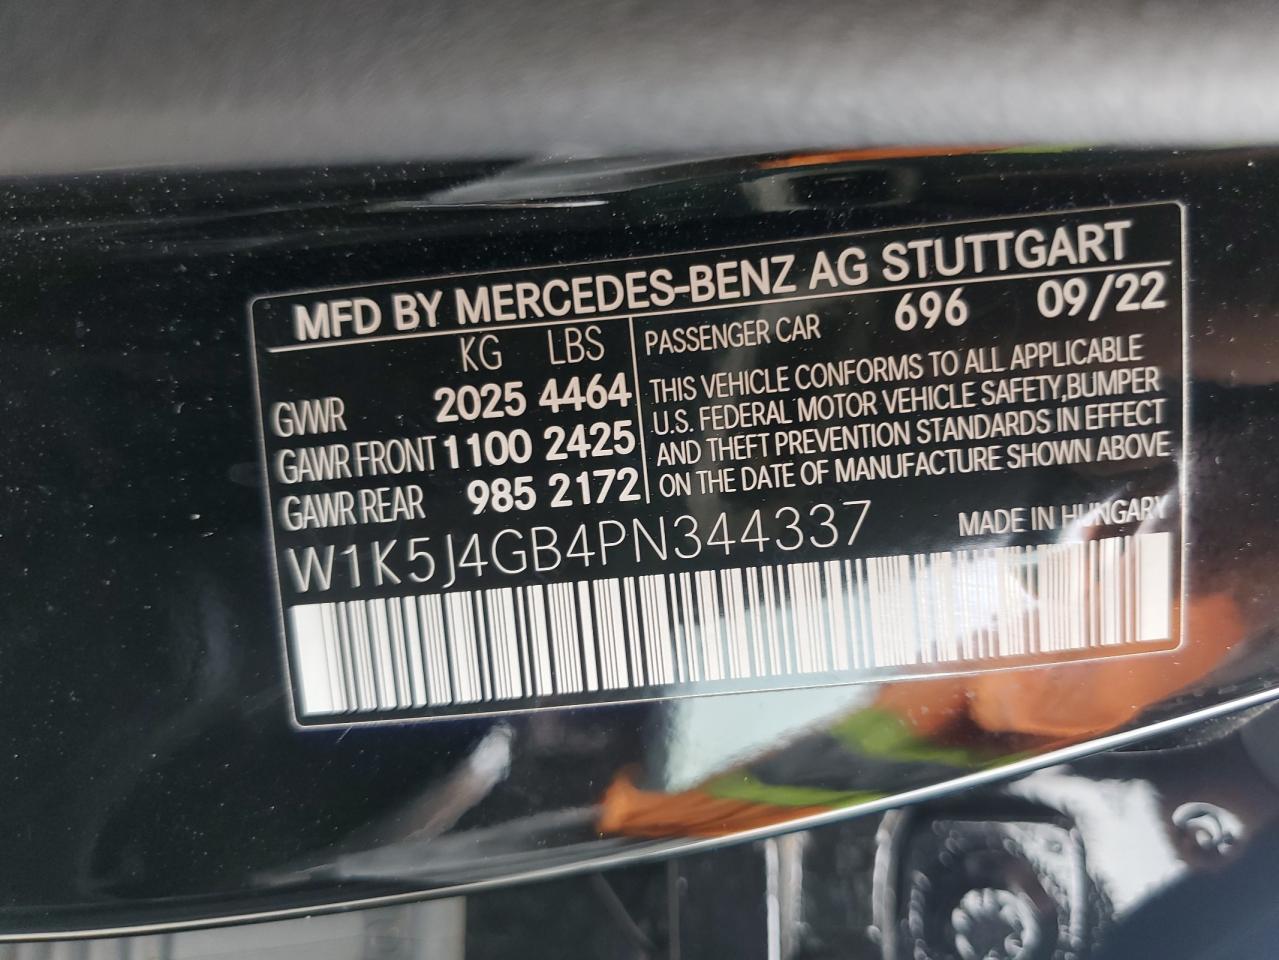 MFD BY MERCEDES-BENZ AG STUTTGART
KG LBS
GVWR 2025 4464
GAWR FRONT 1100 2425
GAWR REAR 985 2172
PASSENGER CAR 696 09/22
THIS VEHICLE CONFORMS TO ALL APPLICABLE
U.S. FEDERAL MOTOR VEHICLE SAFETY,BUMPER
AND THEFT PREVENTION STANDARDS IN EFFECT
ON THE DATE OF MANUFACTURE SHOWN ABOVE
W1K5J4GB4PN344337
MADE IN HUNGARY